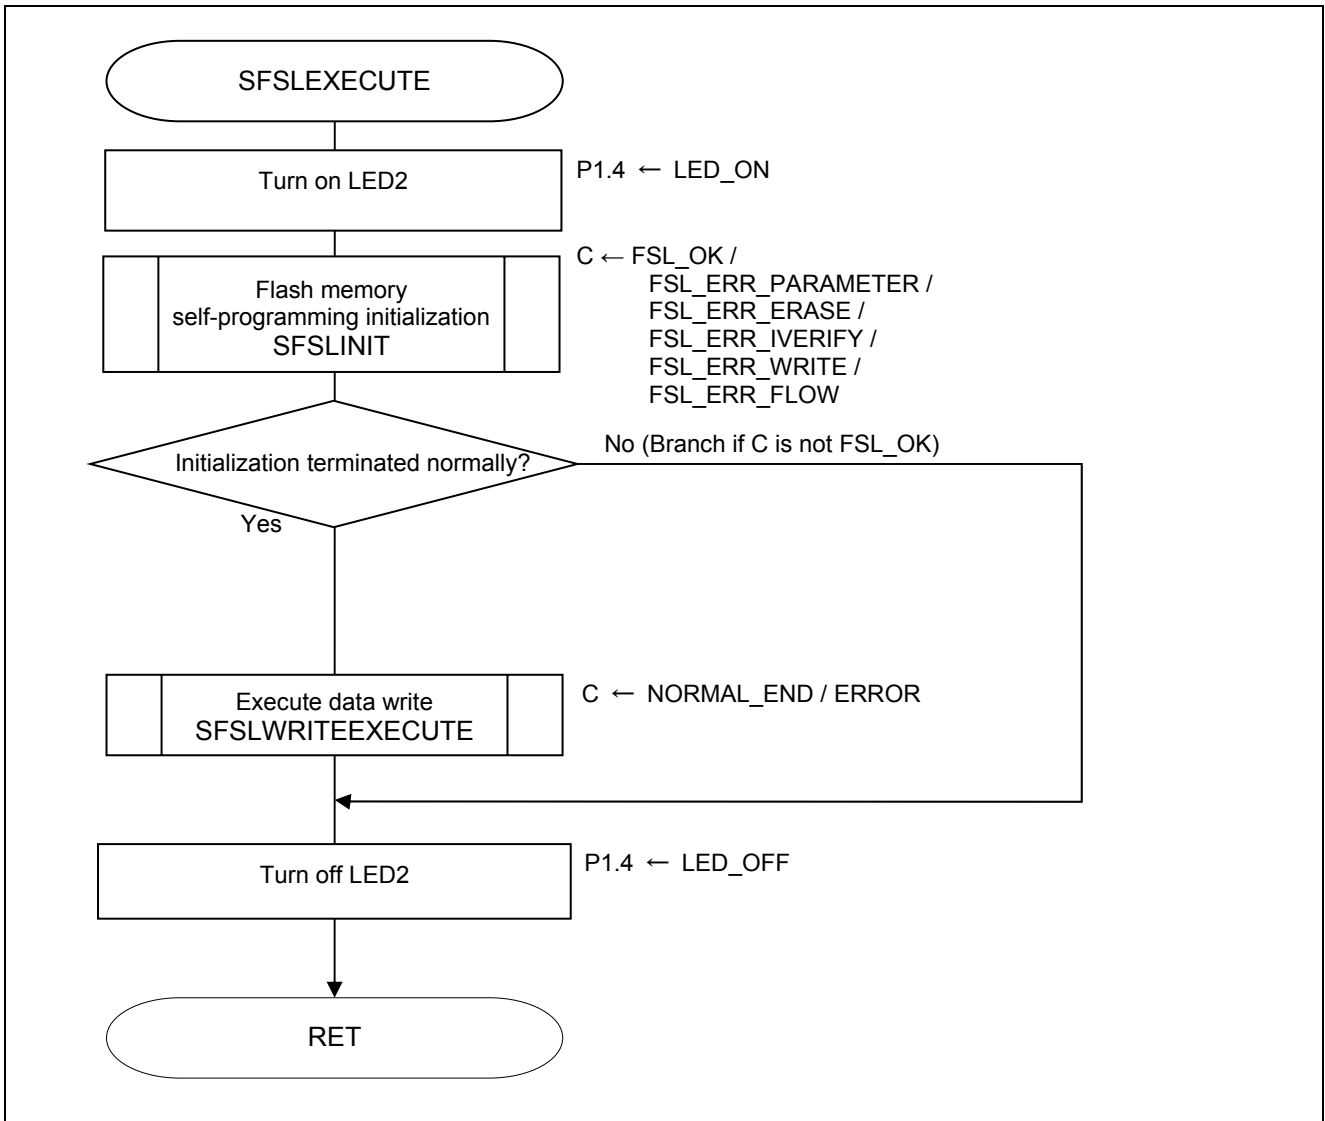 SFSLEXECUTE
Turn on LED2
P1.4 ← LED_ON
Flash memory
self-programming initialization
SFSLINIT
C ← FSL_OK /
FSL_ERR_PARAMETER /
FSL_ERR_ERASE /
FSL_ERR_IVERIFY /
FSL_ERR_WRITE /
FSL_ERR_FLOW
Initialization terminated normally?
No (Branch if C is not FSL_OK)
Yes
Execute data write
SFSLWRITEEXECUTE
C ← NORMAL_END / ERROR
Turn off LED2
P1.4 ← LED_OFF
RET